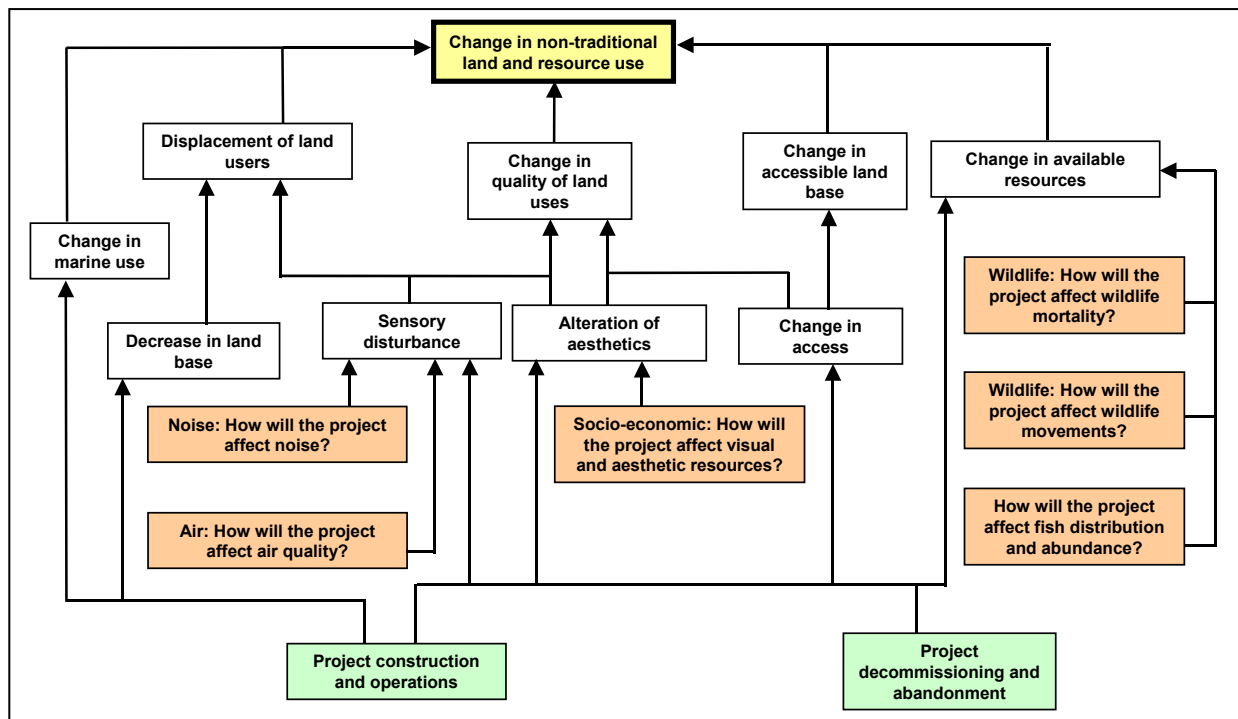 Change in non-traditional
land and resource use
Displacement of land
users
Change in
quality of land
uses
Change in
accessible land
base
Change in available
resources
Change in
marine use
Decrease in land
base
Sensory
disturbance
Alteration of
aesthetics
Change in
access
Wildlife: How will the
project affect wildlife
mortality?
Noise: How will the project
affect noise?
Socio-economic: How will
the project affect visual
and aesthetic resources?
Wildlife: How will the
project affect wildlife
movements?
Air: How will the project
affect air quality?
How will the project
affect fish distribution
and abundance?
Project construction
and operations
Project
decommissioning and
abandonment